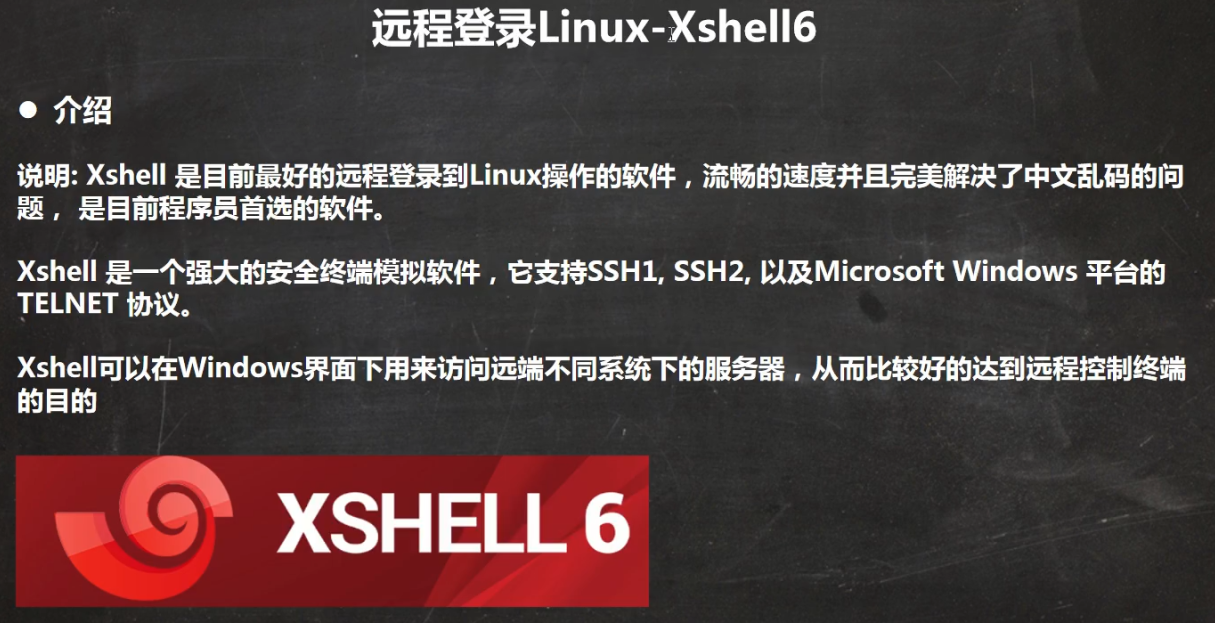 远程登录Linux-Xshell6
● 介绍
说明: Xshell 是目前最好的远程登录到Linux操作的软件，流畅的速度并且完美解决了中文乱码的问
题， 是目前程序员首选的软件。
Xshell 是一个强大的安全终端模拟软件，它支持SSH1, SSH2, 以及Microsoft Windows 平台的
TELNET 协议。
Xshell可以在Windows界面下用来访问远端不同系统下的服务器，从而比较好的达到远程控制终端
的目的
XSHELL 6